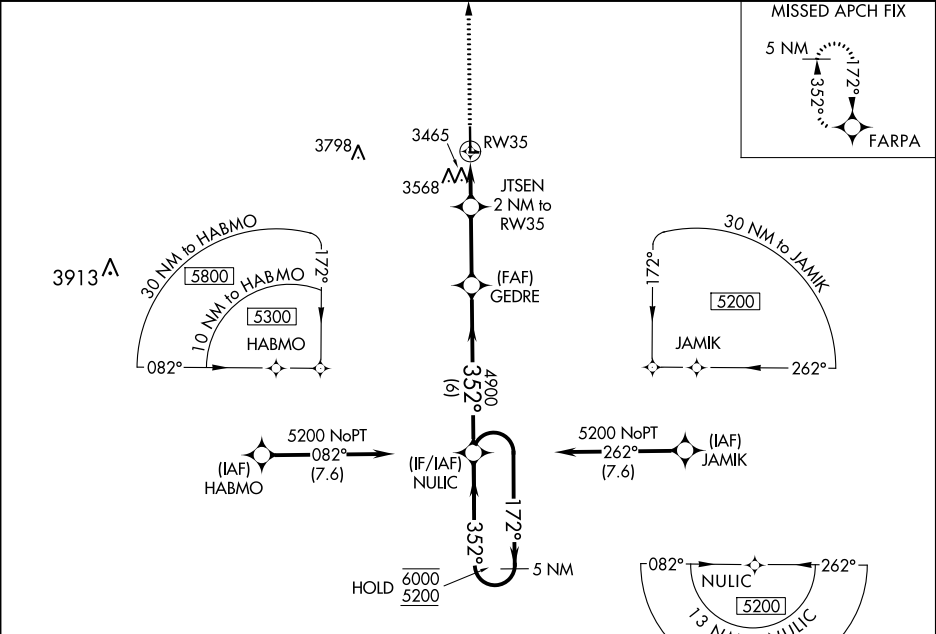 MISSED APCH FIX
5 NM
352°
172°
FARPA
3465
RW35
3798
3568
JTSEN
2 NM to
RW35
3913
30 NM to HABMO
5800
172°
10 NM to HABMO
5300
HABMO
082°
(FAF)
GEDRE
30 NM to JAMIK
172°
5200
JAMIK
262°
4900
352°
(6)
5200 NoPT
082°
(7.6)
(IAF)
HABMO
(IF/IAF)
NULIC
5200 NoPT
262°
(7.6)
(IAF)
JAMIK
352°
172°
HOLD
6000
5200
5 NM
082°
NULIC
262°
5200
13 NM
NULIC